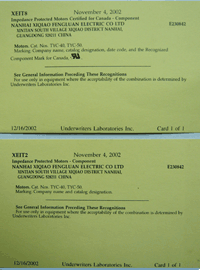 XEIT8 November 4, 2002
Impedance Protected Motors Certified for Canada - Component
NANHAI XIQIAO FENGLUAN ELECTRIC CO LTD E230842
XINTIAN SOUTH VILLAGE XIQIAO DISTRICT NANHAI,
GUANGDONG 528211 CHINA
Motors, Cat. Nos. TYC-40, TYC-50.
Marking: Company name, catalog designation, date code, and the Recognized
Component Mark for Canada,
See General Information Preceding These Recognitions
For use only in equipment where the acceptability of the combination is determined by
Underwriters Laboratories Inc.
12/16/2002 Underwriters Laboratories Inc. Card 1 of 1
XEIT2 November 4, 2002
Impedance Protected Motors - Component
NANHAI XIQIAO FENGLUAN ELECTRIC CO LTD E230842
XINTIAN SOUTH VILLAGE XIQIAO DISTRICT NANHAI,
GUANGDONG 528211 CHINA
Motors, Cat. Nos. TYC-40, TYC-50.
Marking: Company name and catalog designation.
See General Information Preceding These Recognitions
For use only in equipment where the acceptability of the combination is determined by
Underwriters Laboratories Inc.
12/16/2002 Underwriters Laboratories Inc. Card 1 of 1